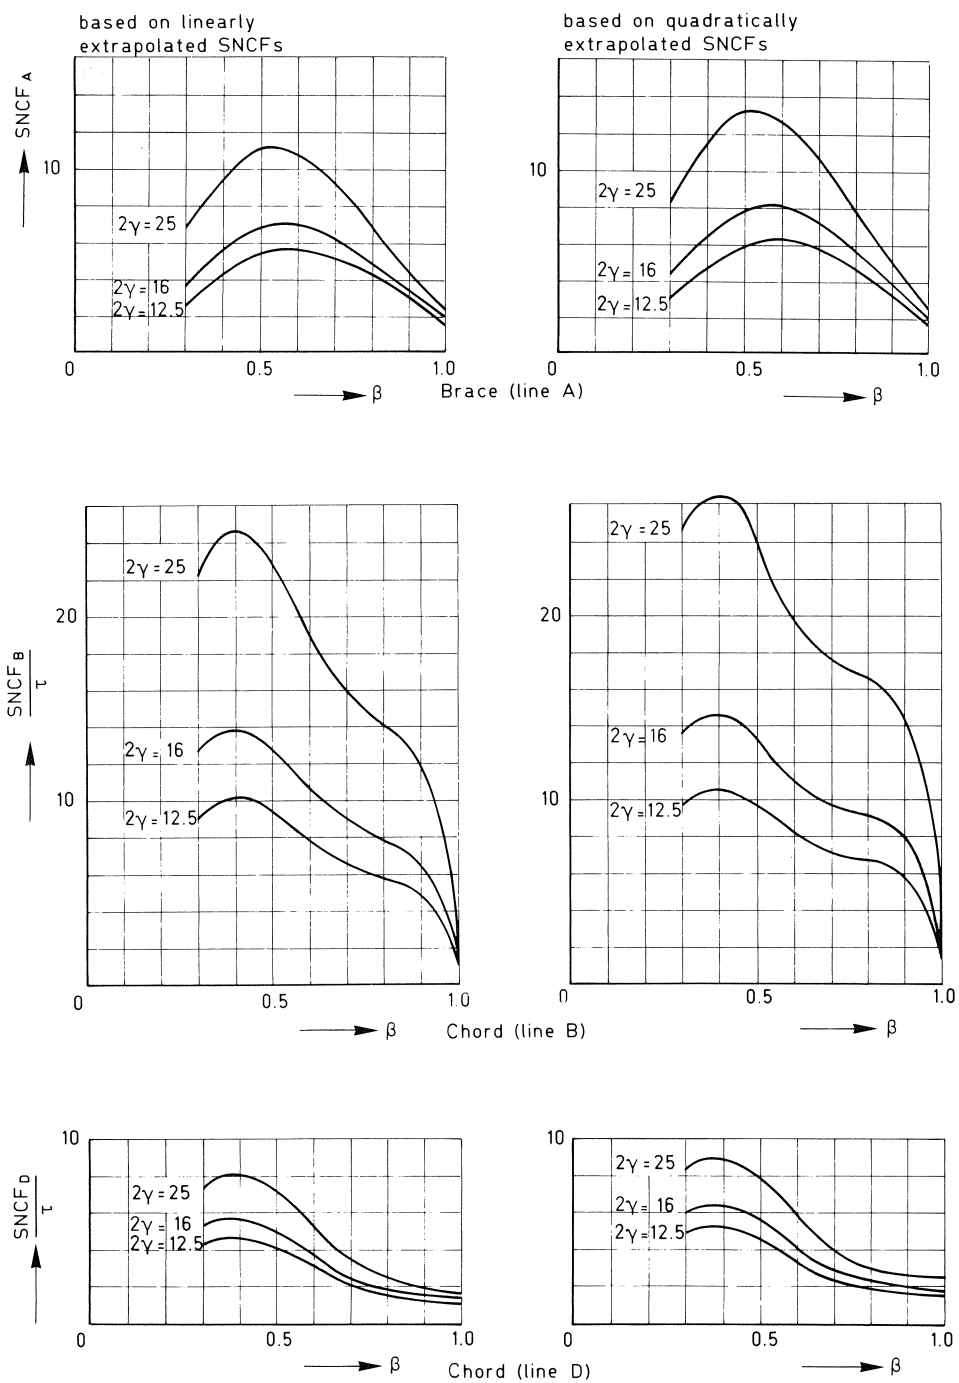 based on linearly
extrapolated SNCFs
based on quadratically
extrapolated SNCFs
SNCF A
10
2γ=25
2γ=16
2γ=12.5
0 0.5 1.0
β
10
2γ=25
2γ=16
2γ=12.5
0 0.5 1.0
β
Brace (line A)
SNCF B
τ
20
10
2γ=25
2γ=16
2γ=12.5
0 0.5 1.0
β
20
10
2γ=25
2γ=16
2γ=12.5
0 0.5 1.0
β
Chord (line B)
SNCF D
τ
10
2γ=25
2γ=16
2γ=12.5
0 0.5 1.0
β
10
2γ=25
2γ=16
2γ=12.5
0 0.5 1.0
β
Chord (line D)